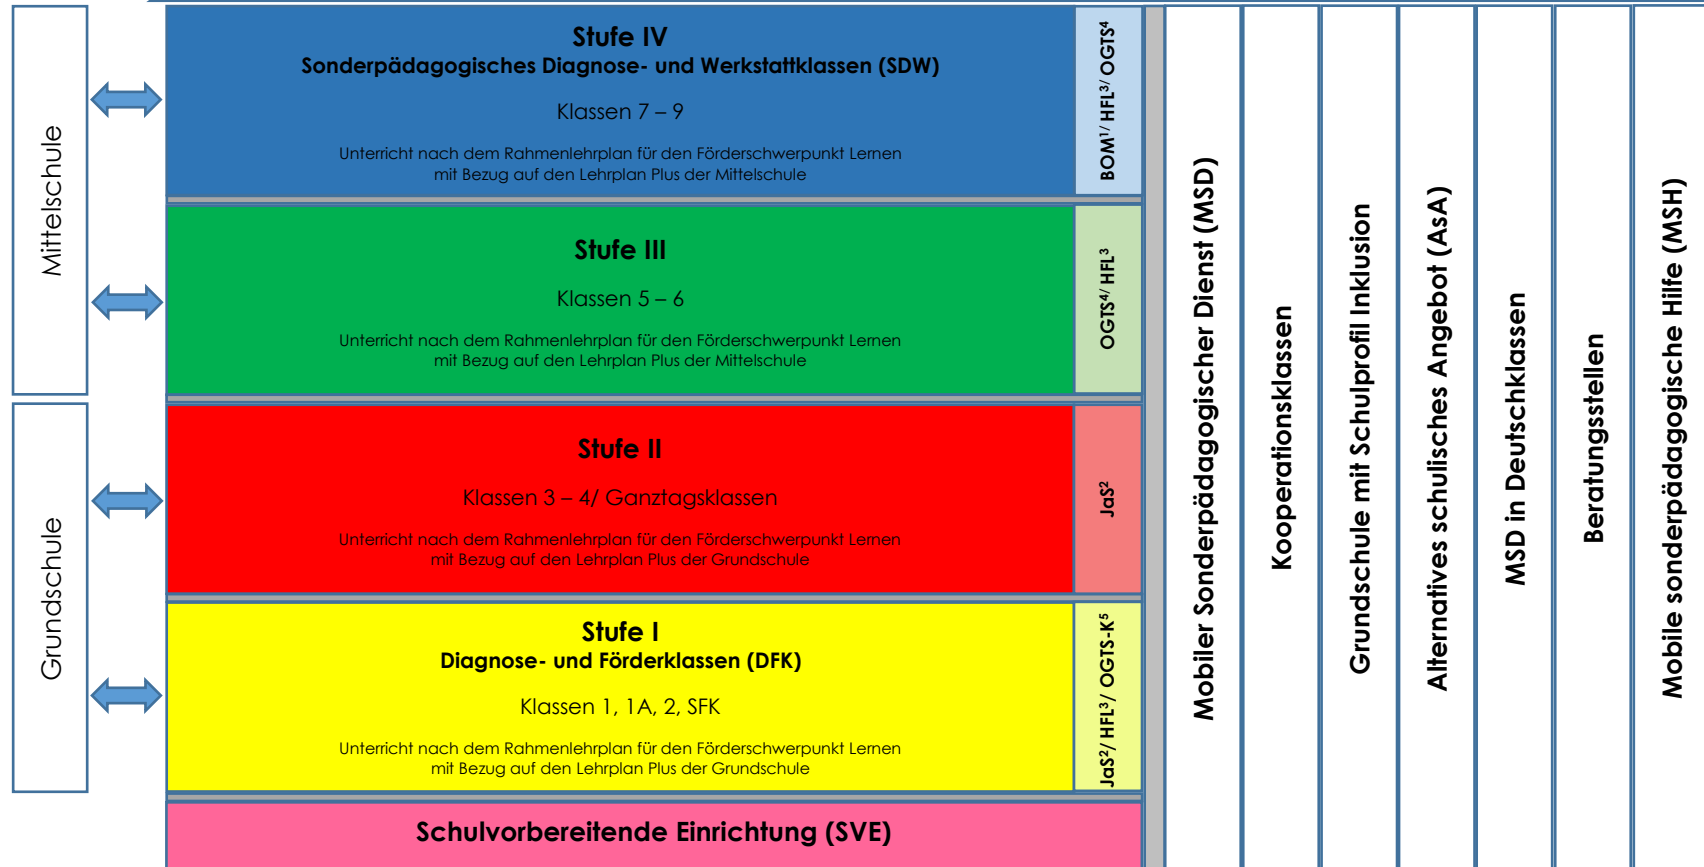 Mittelschule
Grundschule
Stufe IV
Sonderpädagogisches Diagnose- und Werkstattklassen (SDW)
Klassen 7 – 9
Unterricht nach dem Rahmenlehrplan für den Förderschwerpunkt Lernen
mit Bezug auf den Lehrplan Plus der Mittelschule
BOM¹/ HFL³/ OGTS⁴
Stufe III
Klassen 5 – 6
Unterricht nach dem Rahmenlehrplan für den Förderschwerpunkt Lernen
mit Bezug auf den Lehrplan Plus der Mittelschule
OGTS⁴/ HFL³
Stufe II
Klassen 3 – 4/ Ganztagsklassen
Unterricht nach dem Rahmenlehrplan für den Förderschwerpunkt Lernen
mit Bezug auf den Lehrplan Plus der Grundschule
JaS²
Stufe I
Diagnose- und Förderklassen (DFK)
Klassen 1, 1A, 2, SFK
Unterricht nach dem Rahmenlehrplan für den Förderschwerpunkt Lernen
mit Bezug auf den Lehrplan Plus der Grundschule
JaS²/ HFL³/ OGTS-K⁵
Schulvorbereitende Einrichtung (SVE)
Mobiler Sonderpädagogischer Dienst (MSD)
Kooperationsklassen
Grundschule mit Schulprofil Inklusion
Alternatives schulisches Angebot (AsA)
MSD in Deutschklassen
Beratungsstellen
Mobile sonderpädagogische Hilfe (MSH)